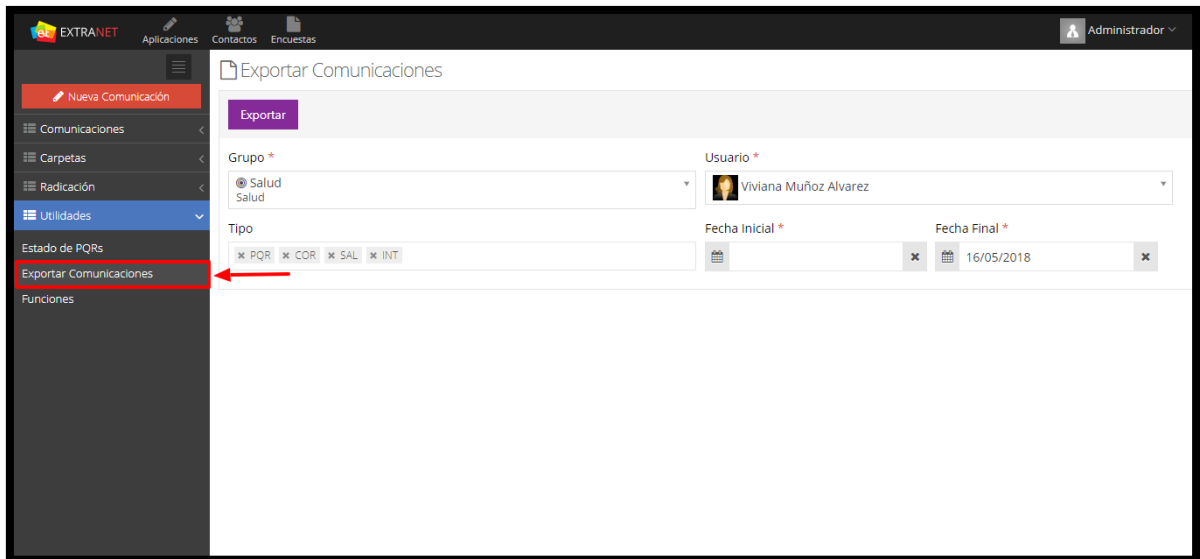 EXTRANET
Aplicaciones Contactos Encuestas
Administrador
Nueva Comunicación
Comunicaciones
Carpetas
Radicación
Utilidades
Estado de PQRs
Exportar Comunicaciones
Funciones
Exportar Comunicaciones
Exportar
Grupo * Usuario *
Salud
Salud
Viviana Muñoz Alvarez
Tipo Fecha Inicial * Fecha Final *
× PQR × COR × SAL × INT
16/05/2018